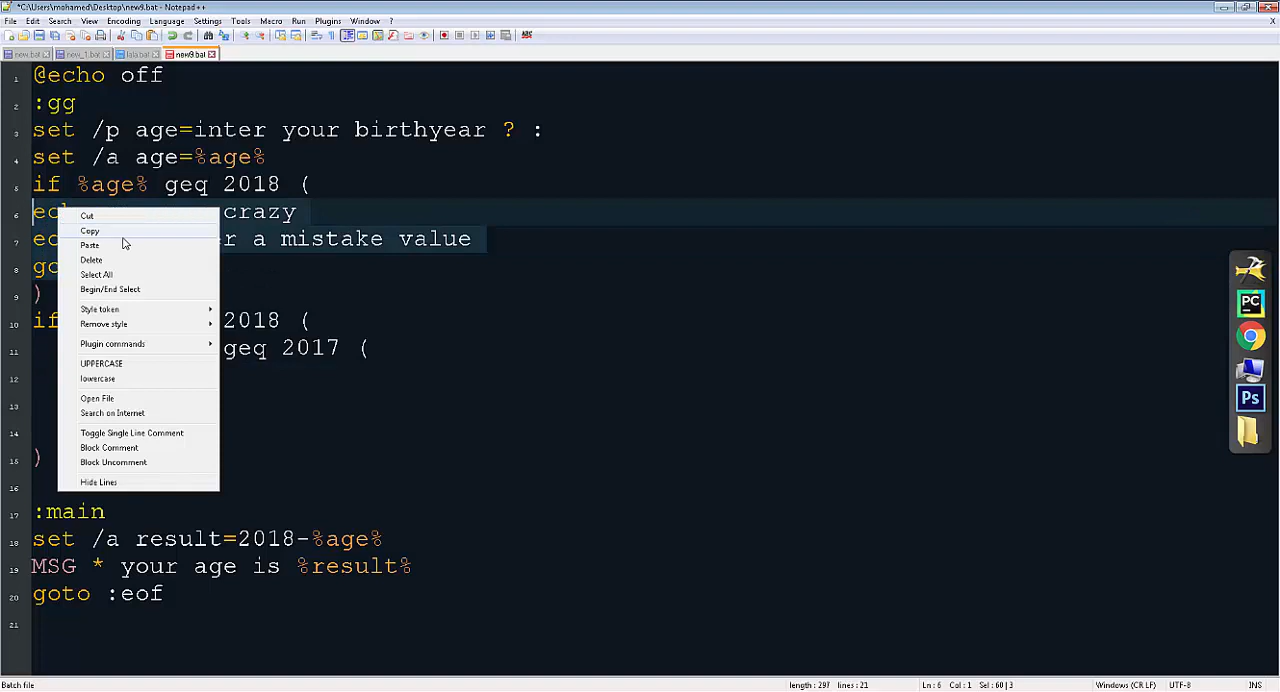 *C:\Users\mohamed\Desktop\new9.bat - Notepad++
File Edit Search View Encoding Language Settings Tools Macro Run Plugins Window ?
X
new.bat new_1.bat lala.bat new9.bat
1 @echo off
2 :gg
3 set /p age=inter your birthyear ? :
4 set /a age=%age%
5 if %age% geq 2018 (
6 ec crazy
7 ec r a mistake value
8 go
9 )
10 if 2018 (
11 geq 2017 (
12
13
14
15 )
16
17 :main
18 set /a result=2018-%age%
19 MSG * your age is %result%
20 goto :eof
21
Cut
Copy
Paste
Delete
Select All
Begin/End Select
Style token
Remove style
Plugin commands
UPPERCASE
lowercase
Open File
Search on Internet
Toggle Single Line Comment
Block Comment
Block Uncomment
Hide Lines
PC
Ps
Batch file length : 297 lines : 21 Ln : 6 Col : 1 Sel : 60 | 3 Windows (CR LF) UTF-8 INS